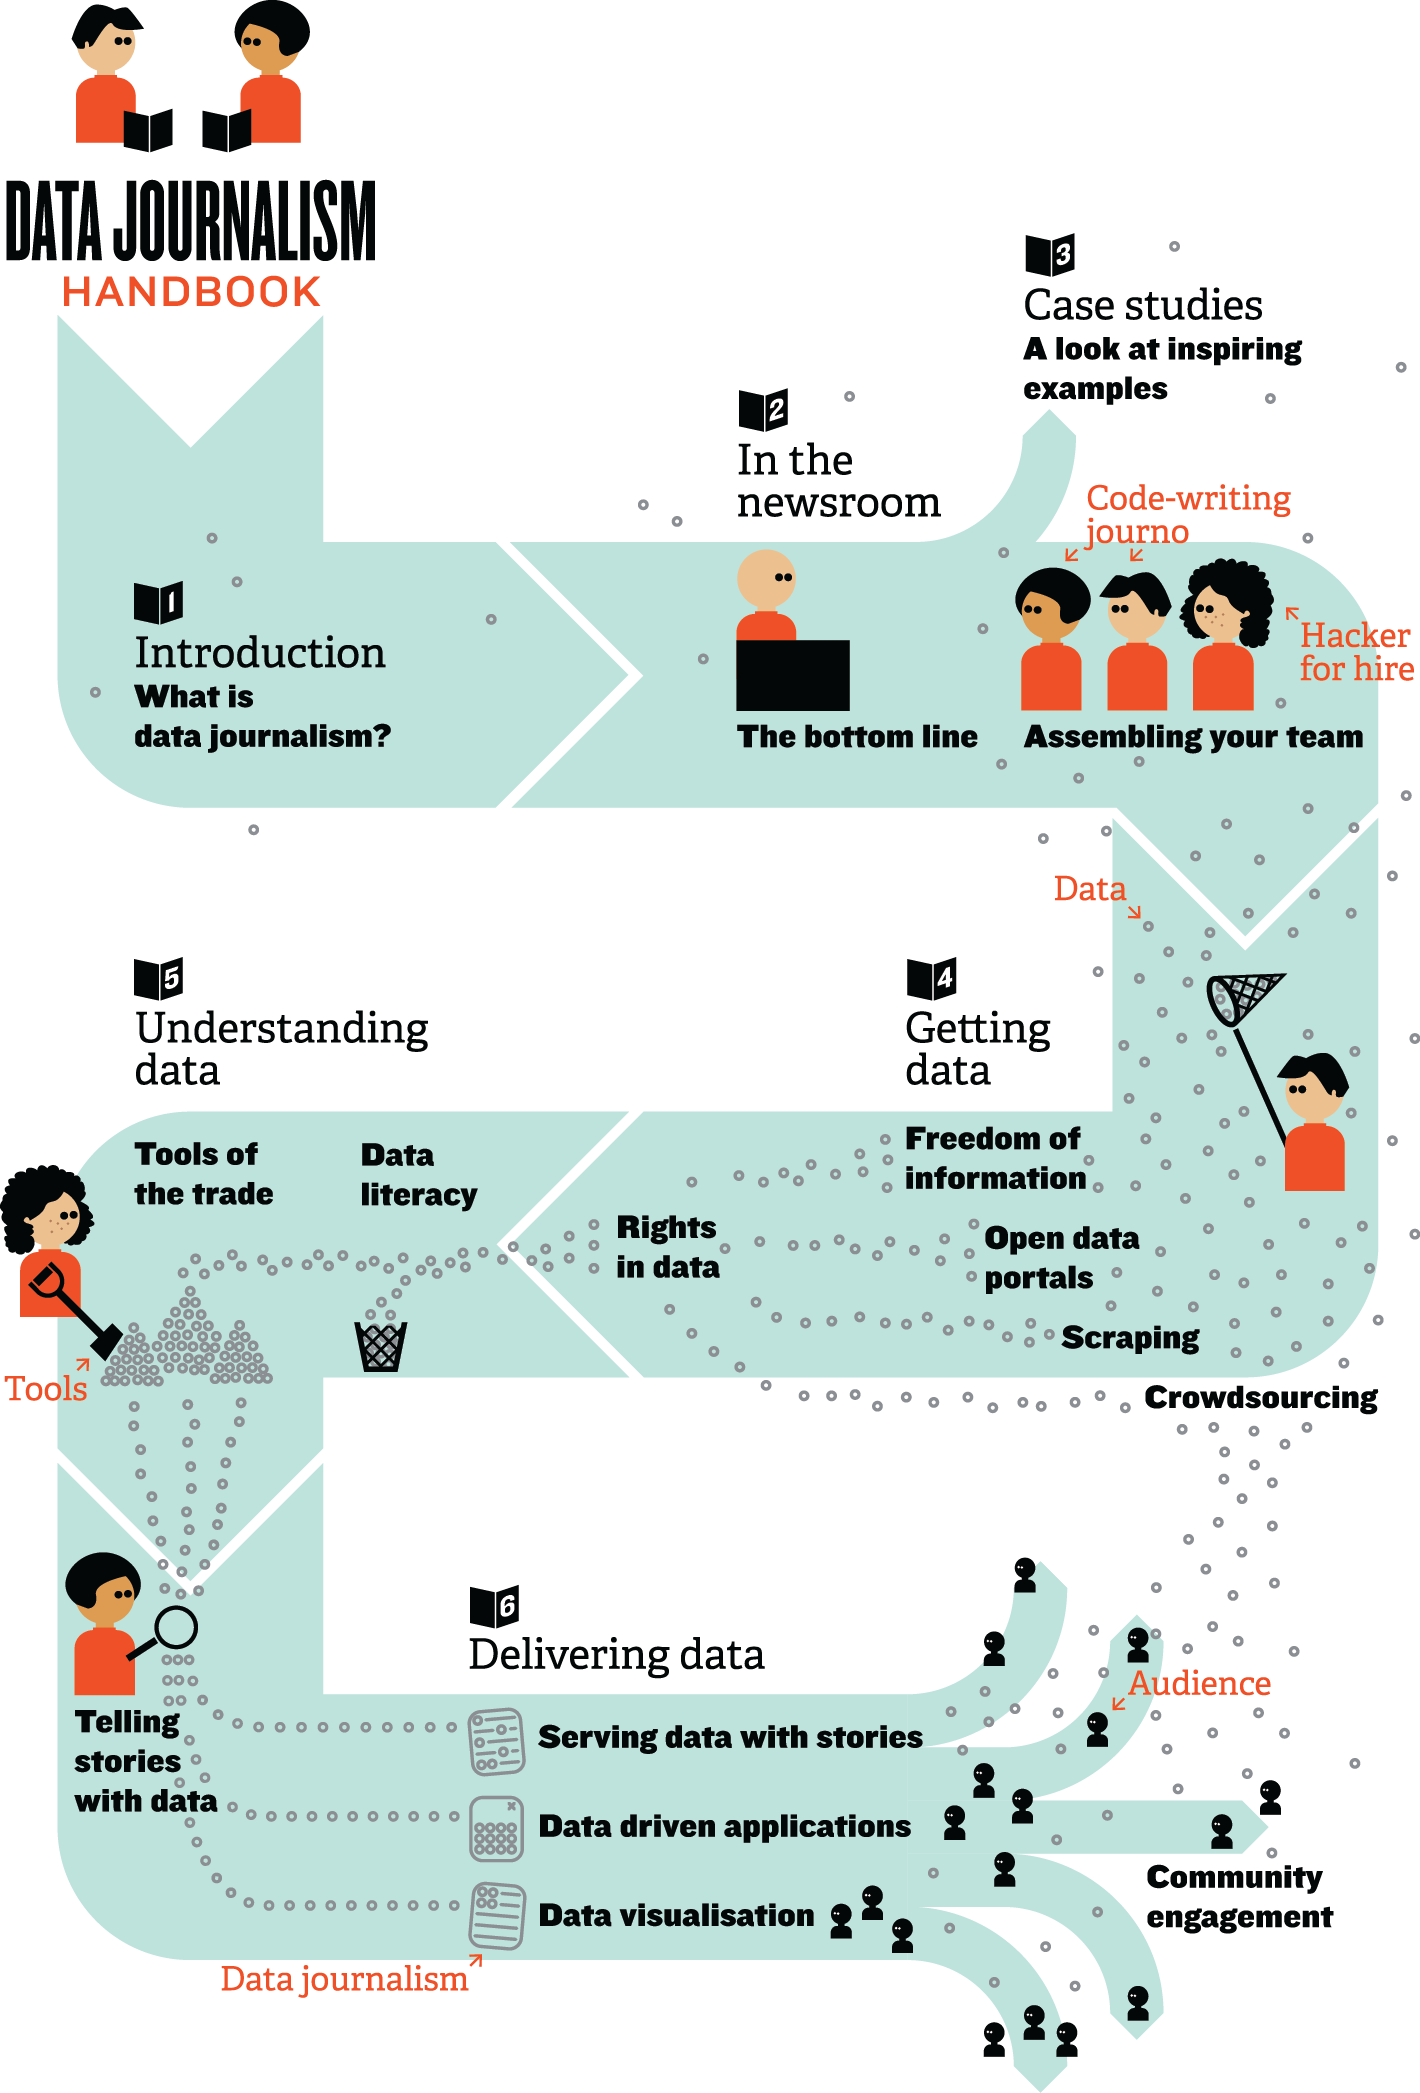 DATA JOURNALISM
HANDBOOK
1
Introduction
What is
data journalism?
2
In the
newsroom
The bottom line
3
Case studies
A look at inspiring
examples
Code-writing
journo
Hacker
for hire
Assembling your team
Data
4
Getting
data
Freedom of
information
Rights
in data
Open data
portals
Scraping
Crowdsourcing
5
Understanding
data
Tools of
the trade
Data
literacy
Tools
Telling
stories
with data
6
Delivering data
Serving data with stories
Data driven applications
Data visualisation
Data journalism
Audience
Community
engagement